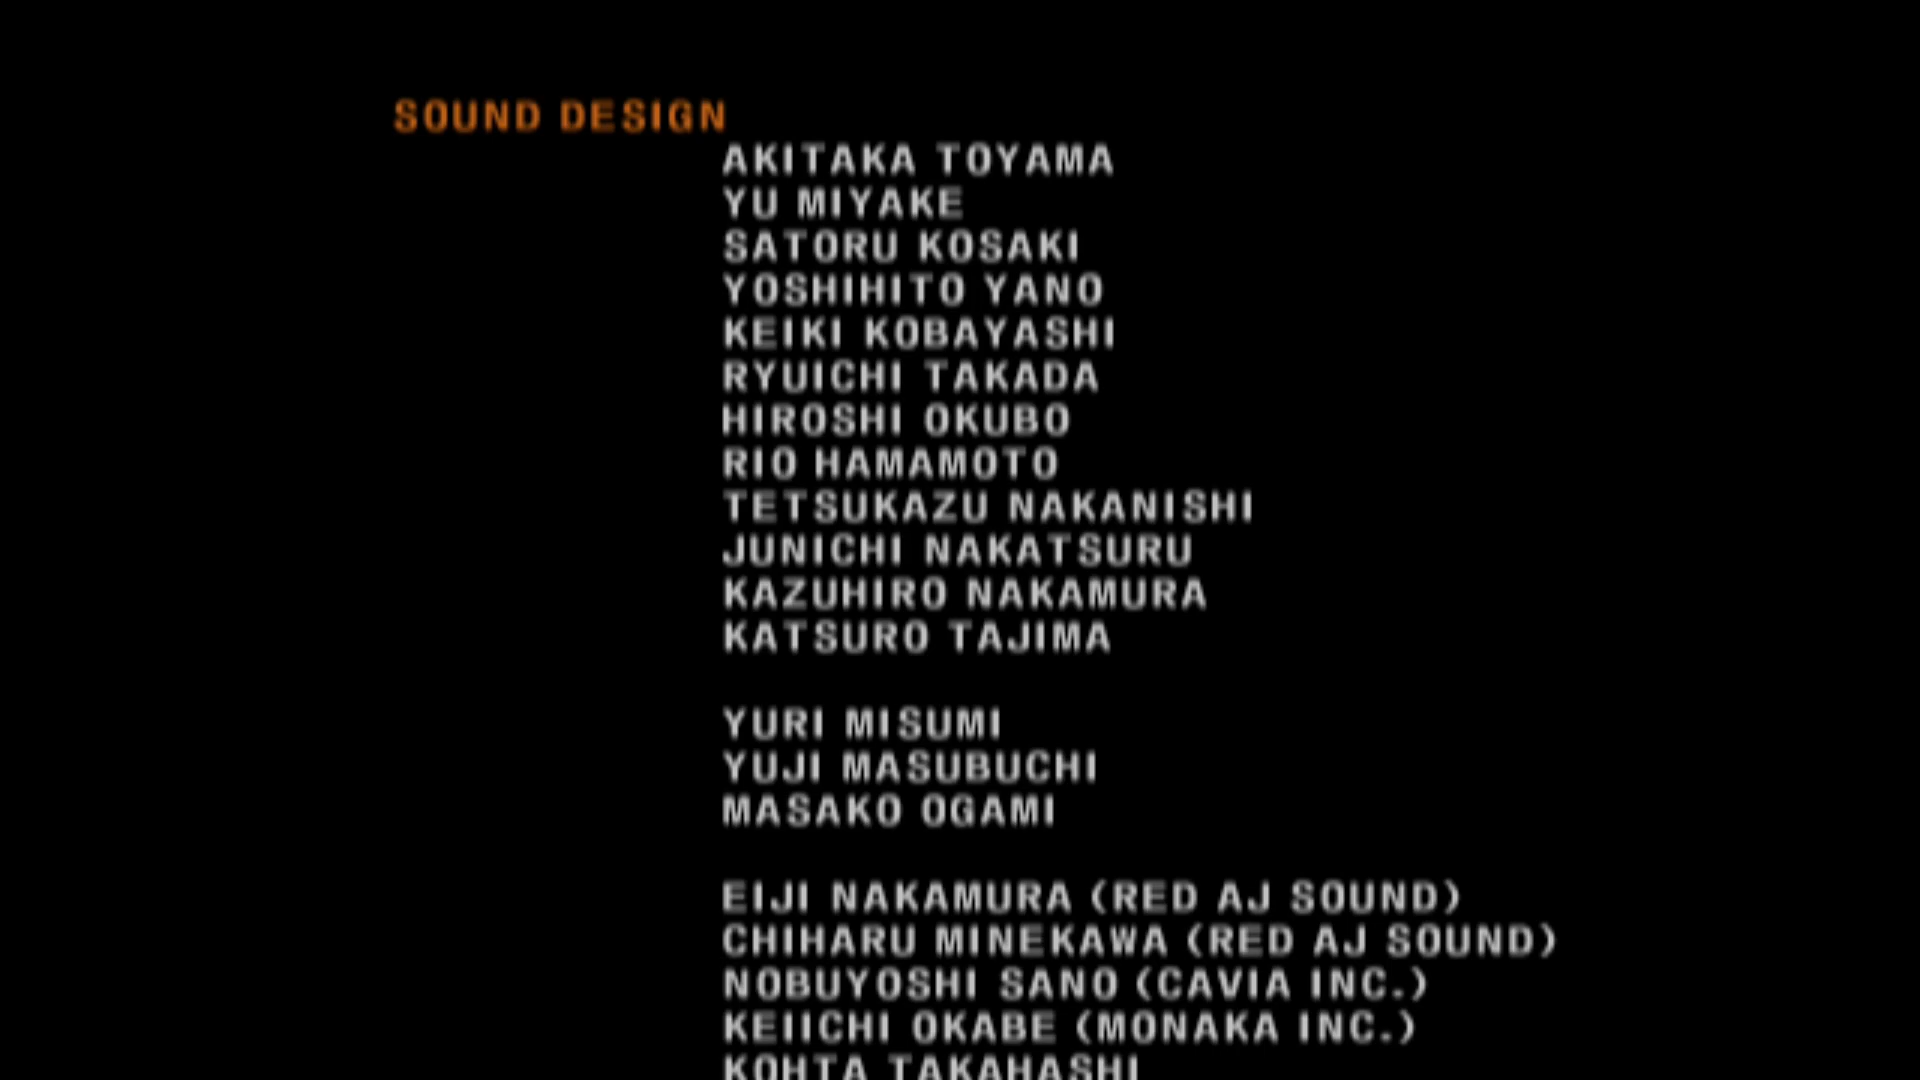 SOUND DESIGN
AKITAKA TOYAMA
YU MIYAKE
SATORU KOSAKI
YOSHIHITO YANO
KEIKI KOBAYASHI
RYUICHI TAKADA
HIROSHI OKUBO
RIO HAMAMOTO
TETSUKAZU NAKANISHI
JUNICHI NAKATSURU
KAZUHIRO NAKAMURA
KATSURO TAJIMA
YURI MISUMI
YUJI MASUBUCHI
MASAKO OGAMI
EIJI NAKAMURA (RED AJ SOUND)
CHIHARU MINEKAWA (RED AJ SOUND)
NOBUYOSHI SANO (CAVIA INC.)
KEIICHI OKABE (MONAKA INC.)
KOHTA TAKAHASHI